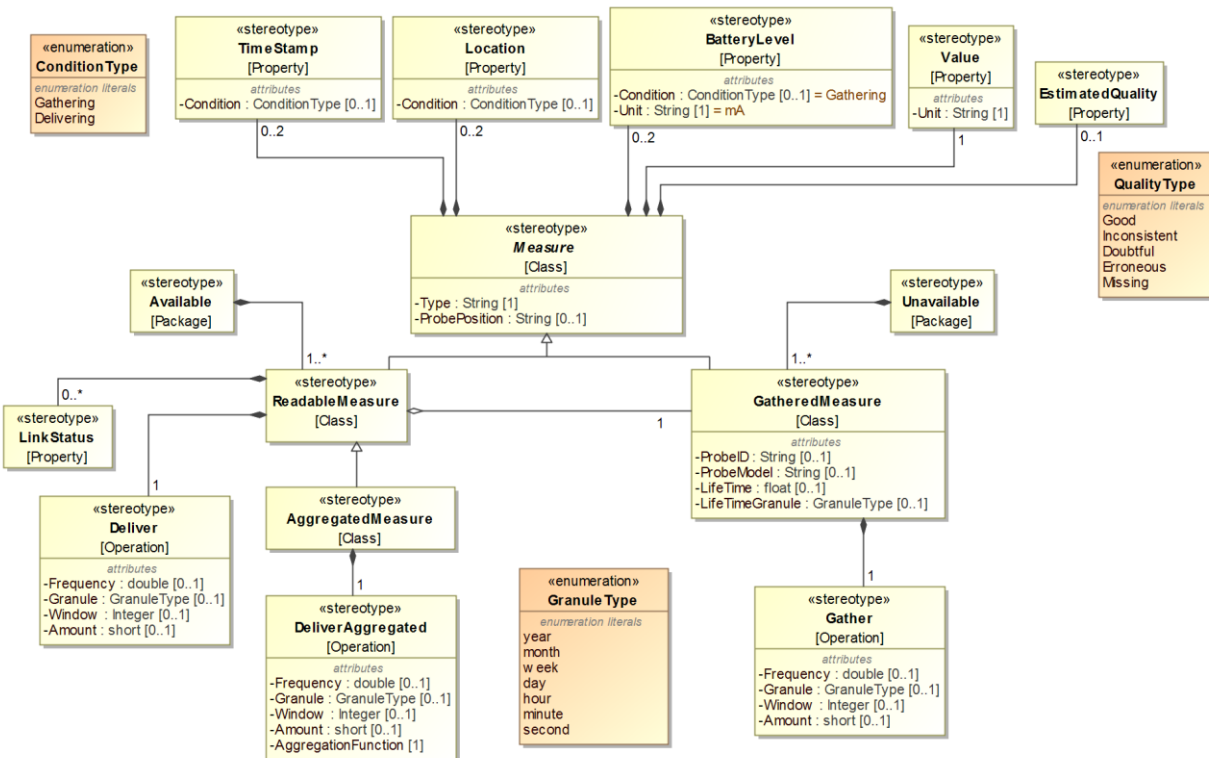 «enumeration»
ConditionType
enumeration literals
Gathering
Delivering
«stereotype»
TimeStamp
[Property]
attributes
-Condition : ConditionType [0..1]
0..2
«stereotype»
Location
[Property]
attributes
-Condition : ConditionType [0..1]
0..2
«stereotype»
BatteryLevel
[Property]
attributes
-Condition : ConditionType [0..1] = Gathering
-Unit : String [1] = mA
0..2
«stereotype»
Value
[Property]
attributes
-Unit : String [1]
1
«stereotype»
EstimatedQuality
[Property]
0..1
«enumeration»
QualityType
enumeration literals
Good
Inconsistent
Doubtful
Erroneous
Missing
«stereotype»
Measure
[Class]
attributes
-Type : String [1]
-ProbePosition : String [0..1]
«stereotype»
Available
[Package]
1..*
«stereotype»
Unavailable
[Package]
1..*
0..*
«stereotype»
LinkStatus
[Property]
«stereotype»
ReadableMeasure
[Class]
1
«stereotype»
GatheredMeasure
[Class]
attributes
-ProbeID : String [0..1]
-ProbeModel : String [0..1]
-LifeTime : float [0..1]
-LifeTimeGranule : GranuleType [0..1]
1
«stereotype»
Deliver
[Operation]
attributes
-Frequency : double [0..1]
-Granule : GranuleType [0..1]
-Window : Integer [0..1]
-Amount : short [0..1]
«stereotype»
AggregatedMeasure
[Class]
1
«stereotype»
DeliverAggregated
[Operation]
attributes
-Frequency : double [0..1]
-Granule : GranuleType [0..1]
-Window : Integer [0..1]
-Amount : short [0..1]
-AggregationFunction [1]
«enumeration»
GranuleType
enumeration literals
year
month
week
day
hour
minute
second
1
«stereotype»
Gather
[Operation]
attributes
-Frequency : double [0..1]
-Granule : GranuleType [0..1]
-Window : Integer [0..1]
-Amount : short [0..1]